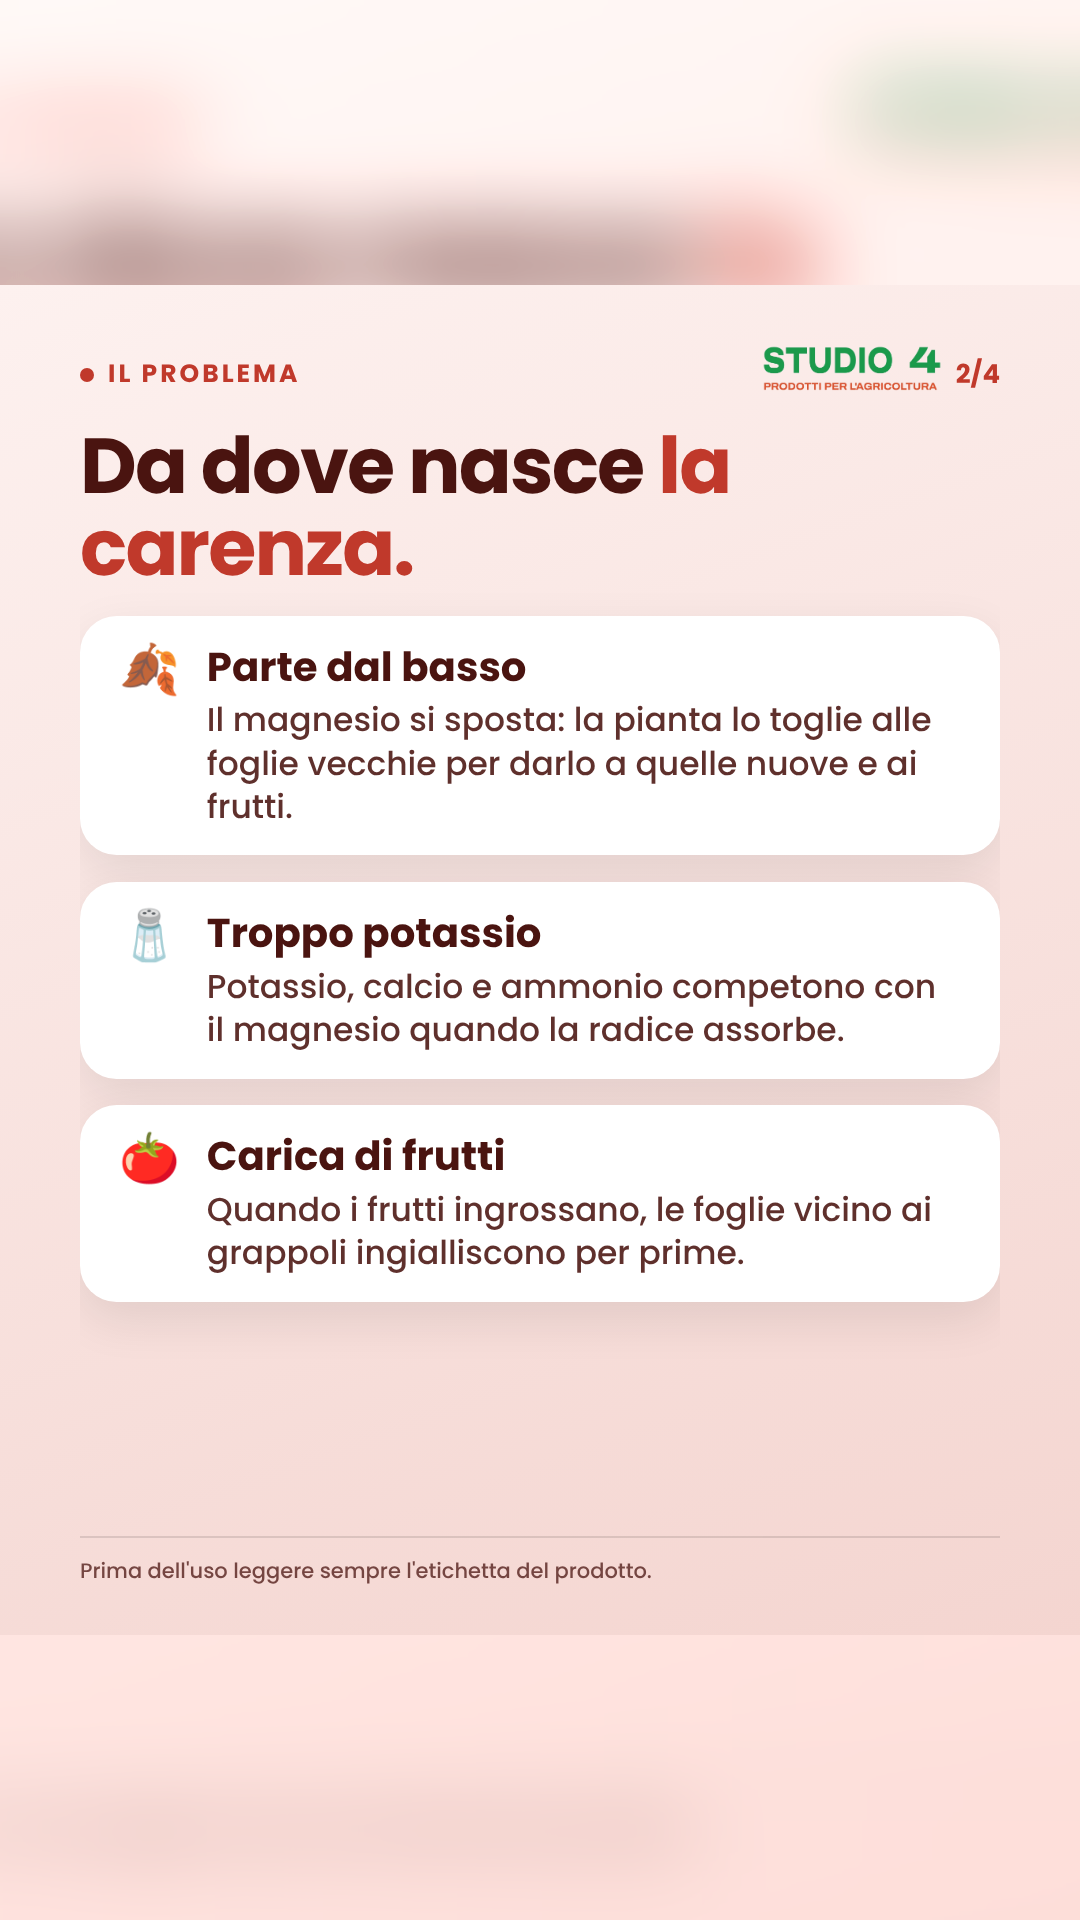 IL PROBLEMA
STUDIO 4
PRODOTTI PER L'AGRICOLTURA
2/4
Da dove nasce la
carenza.
Parte dal basso
Il magnesio si sposta: la pianta lo toglie alle
foglie vecchie per darlo a quelle nuove e ai
frutti.
Troppo potassio
Potassio, calcio e ammonio competono con
il magnesio quando la radice assorbe.
Carica di frutti
Quando i frutti ingrossano, le foglie vicino ai
grappoli ingialliscono per prime.
Prima dell'uso leggere sempre l'etichetta del prodotto.